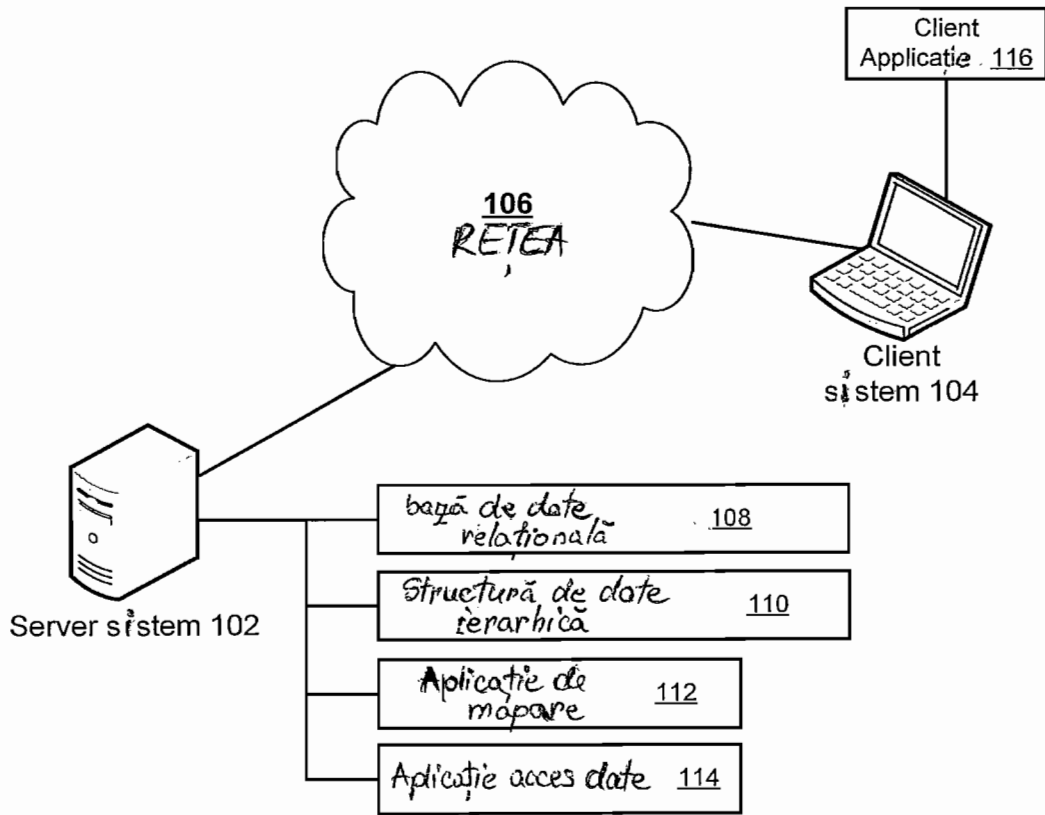 Client
Applicație 116
106
REȚEA
Client
sistem 104
bază de date 108
relațională
Server sistem 102
Structură de date 110
ierarhică
Aplicație de 112
mapare
Aplicație acces date 114